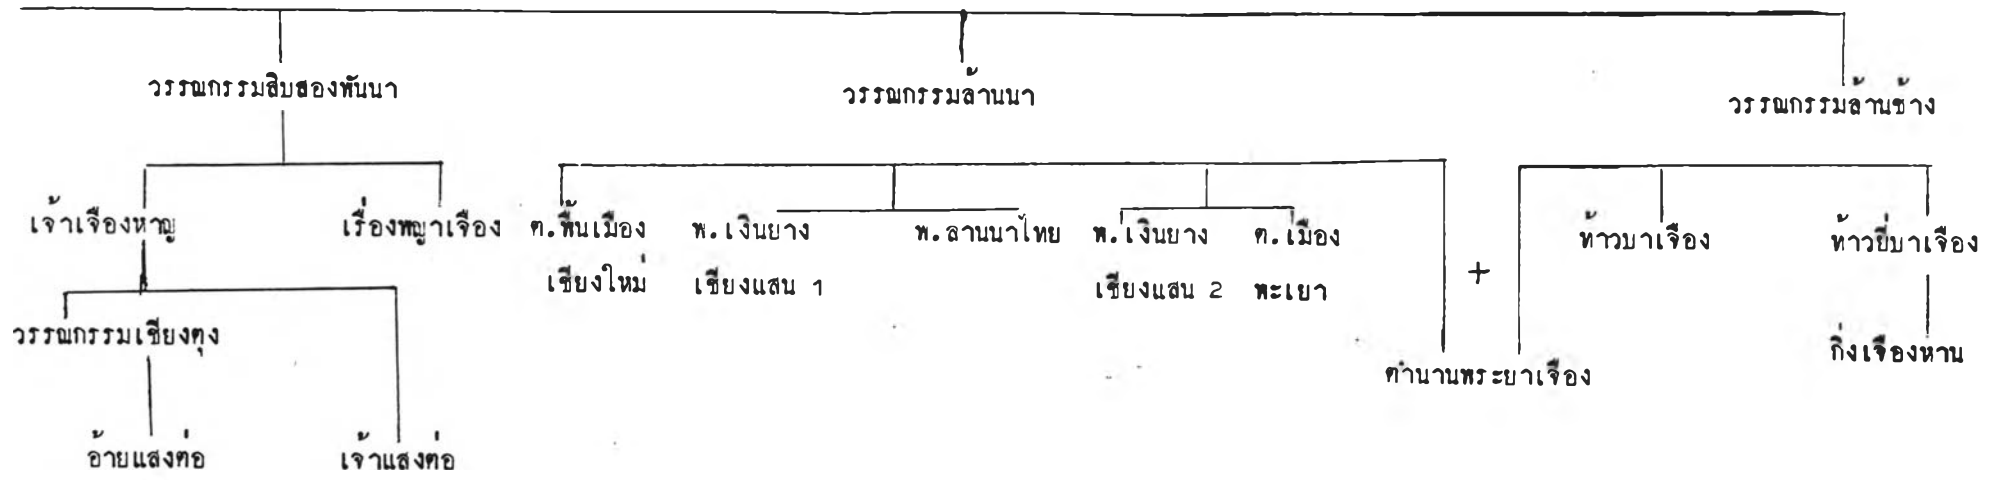 วรรณกรรมสิบสองพันนา
วรรณกรรมล้านนา
วรรณกรรมล้านช้าง
เจ้าเจืองหาญ
เรื่องพญาเจือง
ต.พื้นเมือง
เชียงใหม่
พ.เงินยาง
เชียงแสน 1
พ.ลานนาไทย
พ.เงินยาง
เชียงแสน 2
ต.เมือง
พะเยา
+
ท้าวบาเจือง
ท้าวยี่บาเจือง
วรรณกรรมเชียงตุง
ตำนานพระยาเจือง
กิ่งเจืองหาน
อ้ายแสงต่อ
เจ้าแสงต่อ